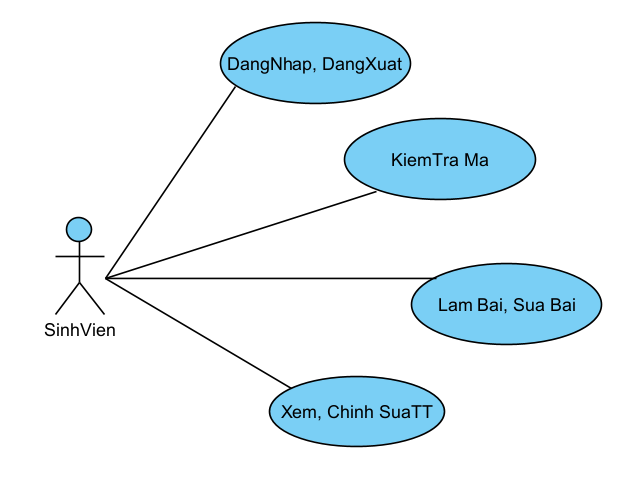 DangNhap, DangXuat
KiemTra Ma
Lam Bai, Sua Bai
SinhVien
Xem, Chinh SuaTT